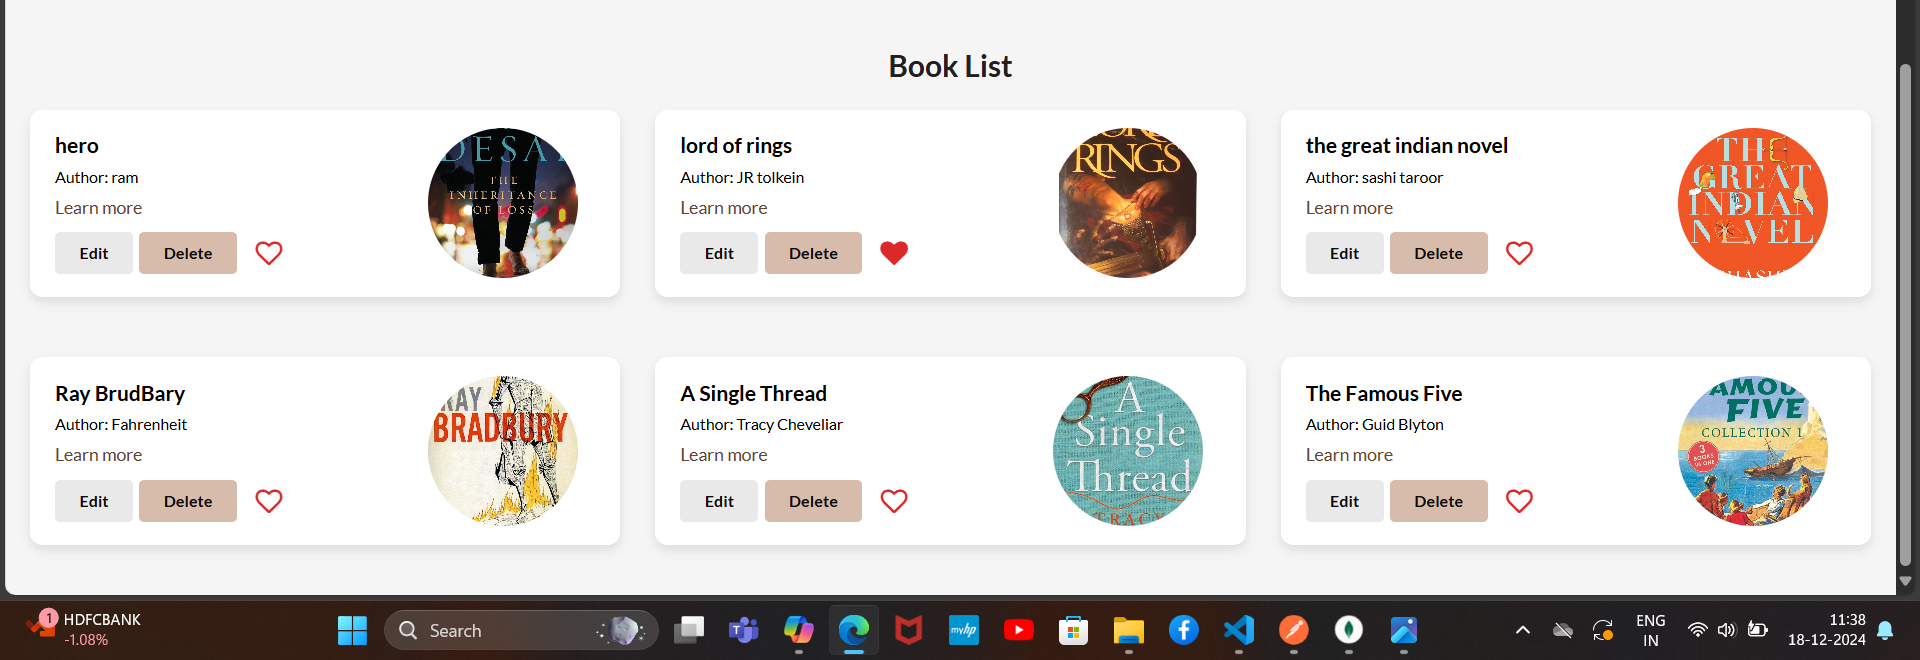 Book List
hero
Author: ram
Learn more
Edit
Delete
DESAI
THE
INHERITANCE
OF LOSS
lord of rings
Author: JR tolkein
Learn more
Edit
Delete
RINGS
the great indian novel
Author: sashi taroor
Learn more
Edit
Delete
THE
GREAT
INDIAN
NOVEL
SHASHI
Ray BrudBary
Author: Fahrenheit
Learn more
Edit
Delete
RAY
BRADBURY
A Single Thread
Author: Tracy Cheveliar
Learn more
Edit
Delete
A
Single
Thread
TRACY
The Famous Five
Author: Guid Blyton
Learn more
Edit
Delete
FAMOUS
FIVE
COLLECTION 1
3
BOOKS
IN ONE
1
HDFCBANK
-1.08%
Search
myhp
ENG
IN
11:38
18-12-2024